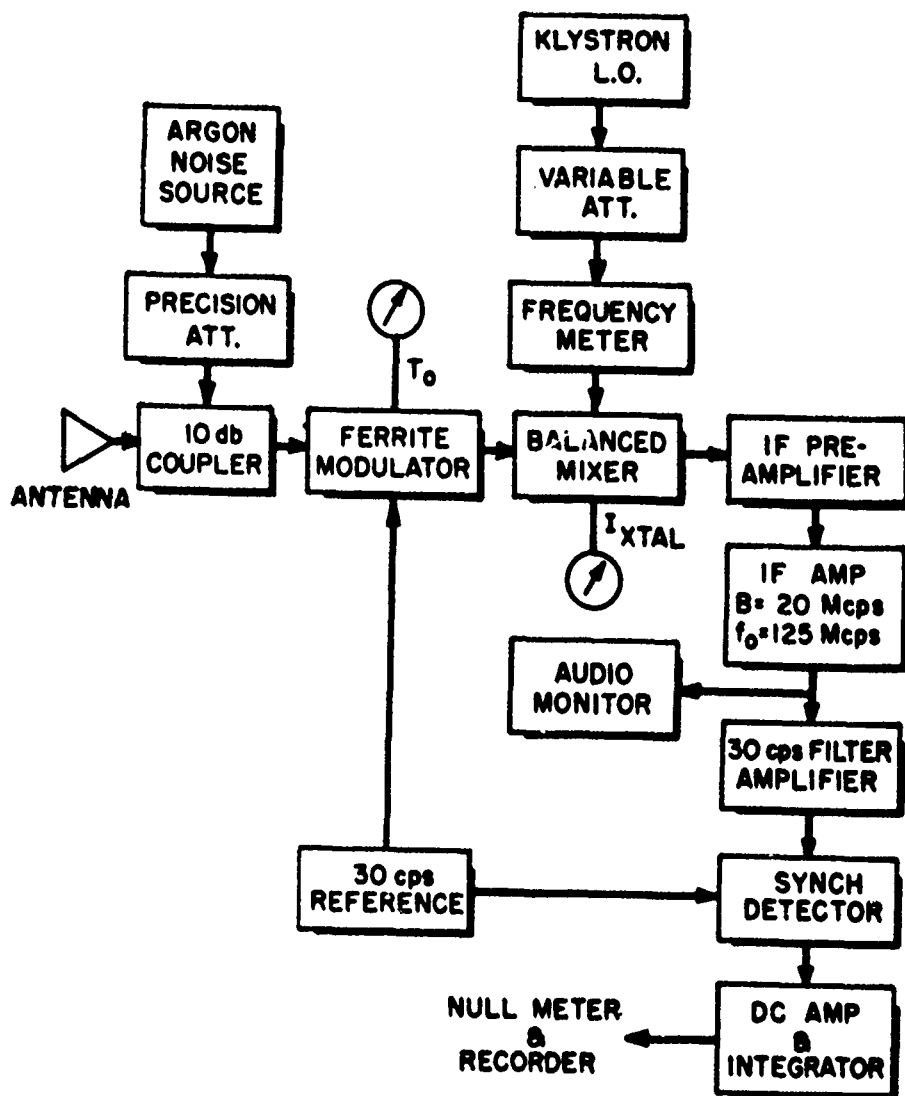 KLYSTRON
L.O.
ARGON
NOISE
SOURCE
VARIABLE
ATT.
PRECISION
ATT.
FREQUENCY
METER
T₀
10 db
COUPLER
FERRITE
MODULATOR
BALANCED
MIXER
IF PRE-
AMPLIFIER
ANTENNA
I XTAL
IF AMP
B= 20 Mcps
f₀=125 Mcps
AUDIO
MONITOR
30 cps FILTER
AMPLIFIER
30 cps
REFERENCE
SYNCH
DETECTOR
NULL METER
&
RECORDER
DC AMP
&
INTEGRATOR